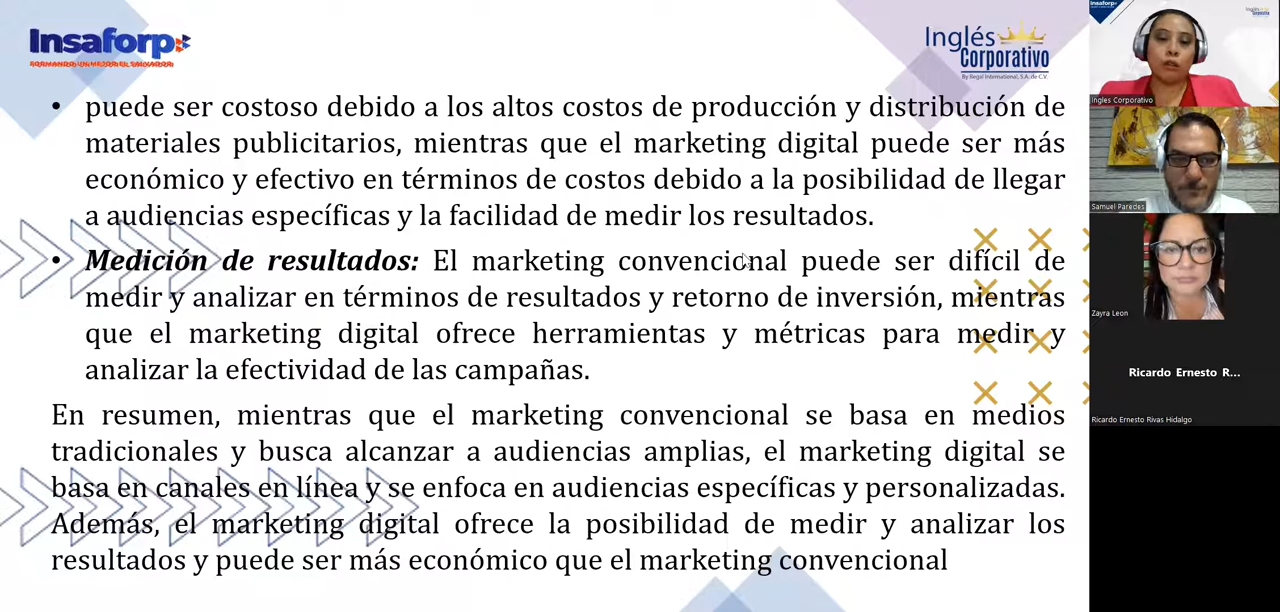 Insaforp
FORMANDO UN MEJOR EL SALVADOR
Inglés
Corporativo
By Regal International, S.A. de C.V.
• puede ser costoso debido a los altos costos de producción y distribución de
materiales publicitarios, mientras que el marketing digital puede ser más
económico y efectivo en términos de costos debido a la posibilidad de llegar
a audiencias específicas y la facilidad de medir los resultados.
• Medición de resultados: El marketing convencional puede ser difícil de
medir y analizar en términos de resultados y retorno de inversión, mientras
que el marketing digital ofrece herramientas y métricas para medir y
analizar la efectividad de las campañas.
En resumen, mientras que el marketing convencional se basa en medios
tradicionales y busca alcanzar a audiencias amplias, el marketing digital se
basa en canales en línea y se enfoca en audiencias específicas y personalizadas.
Además, el marketing digital ofrece la posibilidad de medir y analizar los
resultados y puede ser más económico que el marketing convencional
Insaforp
Ingles Corporativo
Samuel Paredes
Zayra Leon
Ricardo Ernesto R...
Ricardo Ernesto Rivas Hidalgo